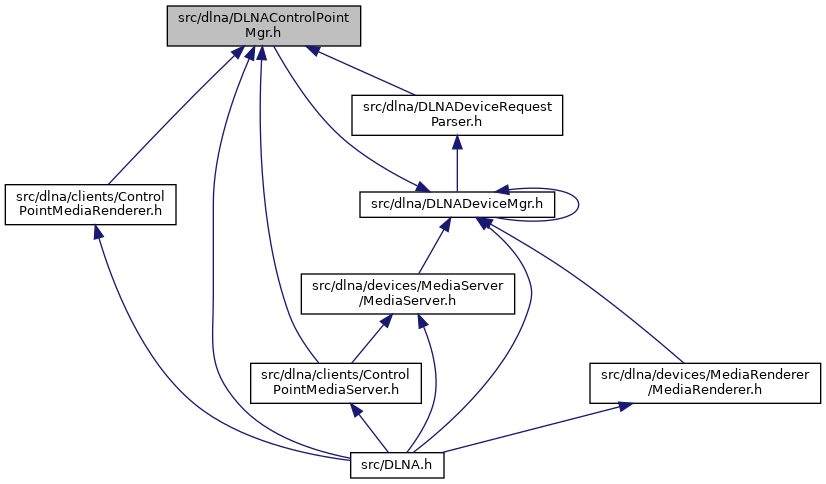 src/dlna/DLNAControlPoint
Mgr.h
src/dlna/DLNADeviceRequest
Parser.h
src/dlna/clients/Control
PointMediaRenderer.h
src/dlna/DLNADeviceMgr.h
src/dlna/devices/MediaServer
/MediaServer.h
src/dlna/clients/Control
PointMediaServer.h
src/dlna/devices/MediaRenderer
/MediaRenderer.h
src/DLNA.h